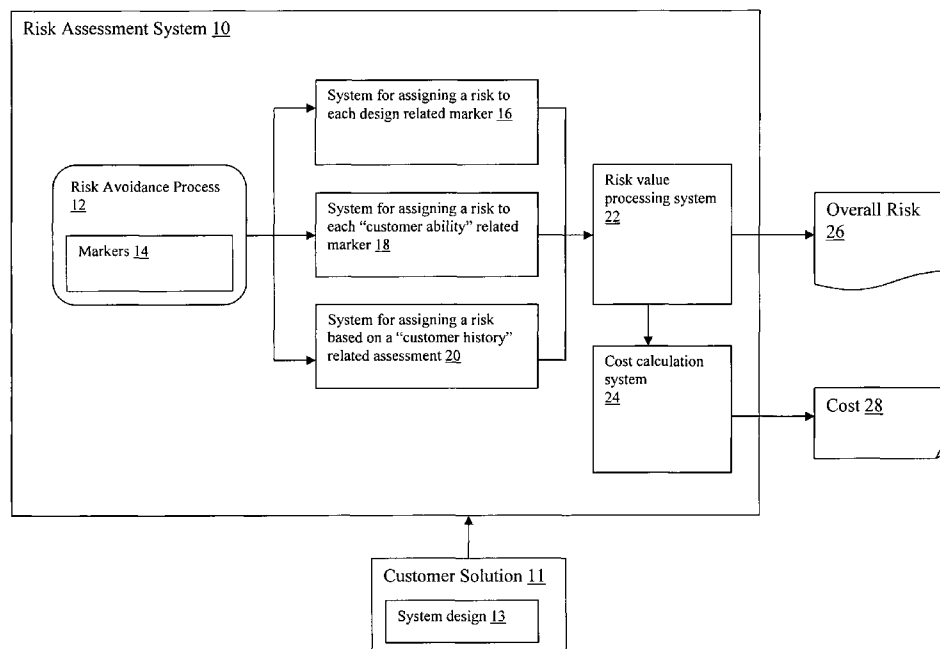 Risk Assessment System 10
System for assigning a risk to
each design related marker 16
Risk Avoidance Process
12
Markers 14
System for assigning a risk to
each “customer ability” related
marker 18
System for assigning a risk
based on a “customer history”
related assessment 20
Risk value
processing system
22
Cost calculation
system
24
Overall Risk
26
Cost 28
Customer Solution 11
System design 13